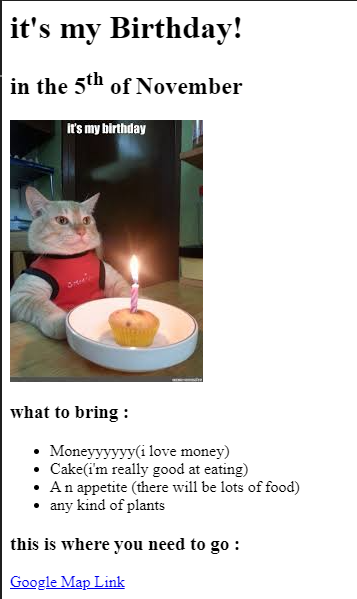 it's my Birthday!
in the 5th of November
it's my birthday
what to bring :
Moneyyyyyy(i love money)
Cake(i'm really good at eating)
A n appetite (there will be lots of food)
any kind of plants
this is where you need to go :
Google Map Link